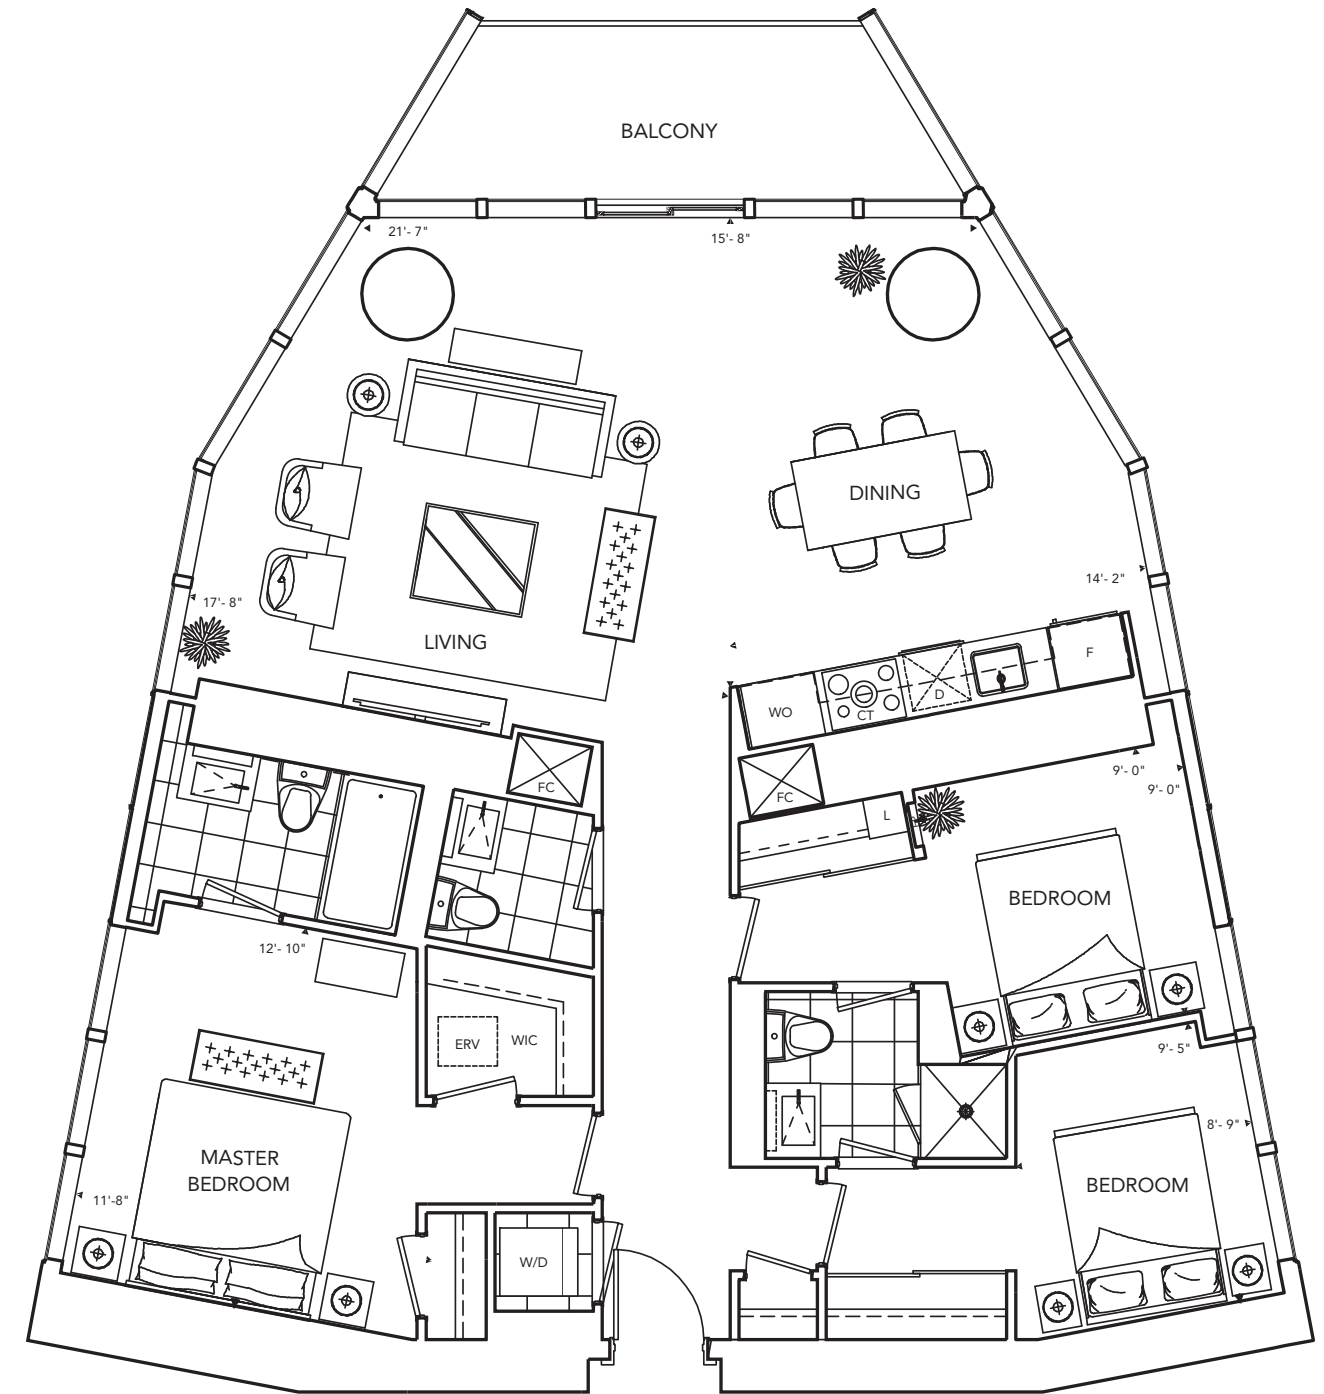 BALCONY
21'- 7"
15'- 8"
DINING
14'- 2"
17'- 8"
LIVING
F
D
WO
CT
9'- 0"
9'- 0"
FC
FC
L
BEDROOM
12'- 10"
ERV
WIC
9'- 5"
8'- 9"
MASTER
BEDROOM
BEDROOM
11'-8"
W/D